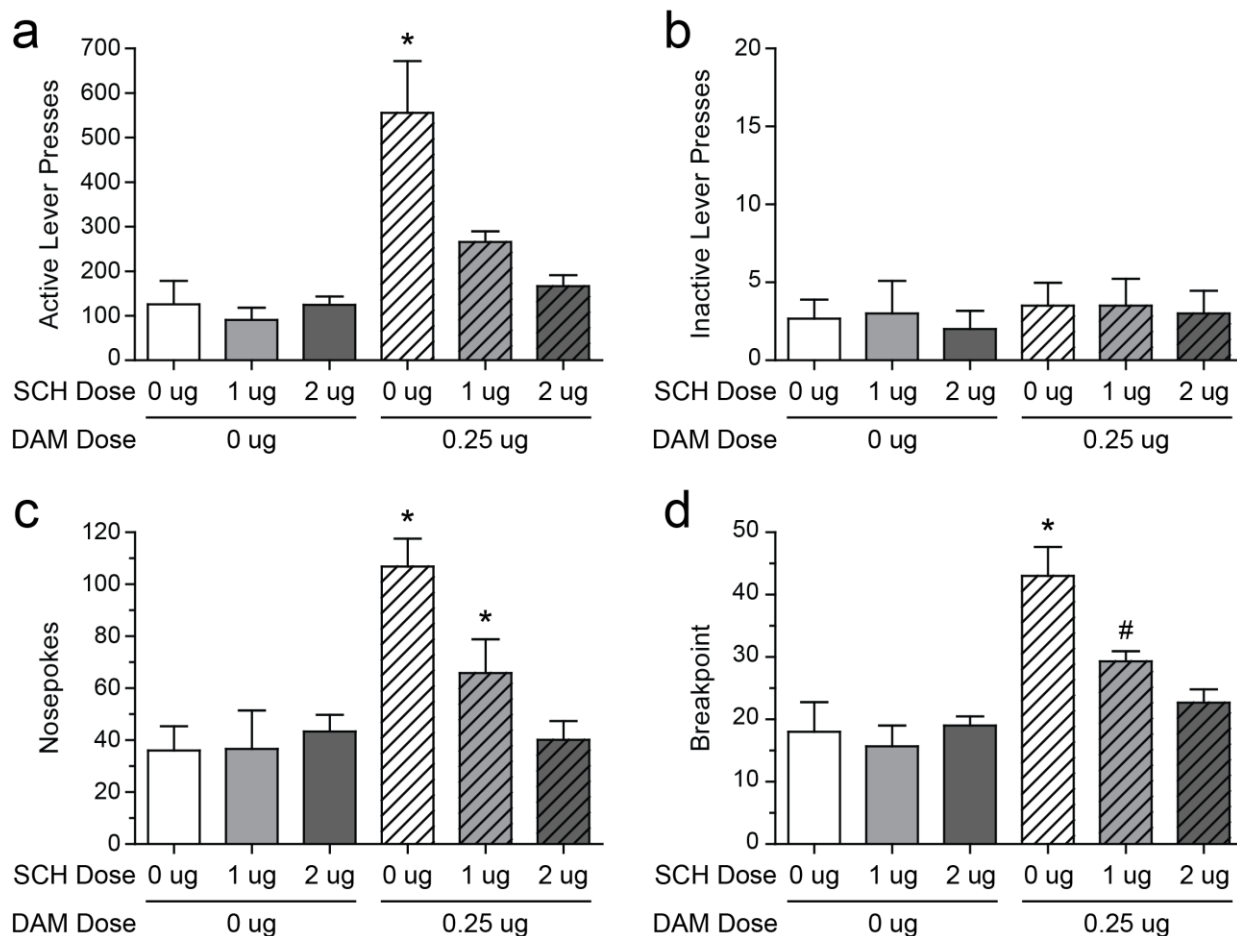 a
700
600
500
400
300
200
100
0
Active Lever Presses
*
SCH Dose 0 ug 1 ug 2 ug 0 ug 1 ug 2 ug
DAM Dose 0 ug 0.25 ug
b
20
15
10
5
0
Inactive Lever Presses
SCH Dose 0 ug 1 ug 2 ug 0 ug 1 ug 2 ug
DAM Dose 0 ug 0.25 ug
c
120
100
80
60
40
20
0
Nosepokes
*
*
SCH Dose 0 ug 1 ug 2 ug 0 ug 1 ug 2 ug
DAM Dose 0 ug 0.25 ug
d
50
40
30
20
10
0
Breakpoint
*
#
SCH Dose 0 ug 1 ug 2 ug 0 ug 1 ug 2 ug
DAM Dose 0 ug 0.25 ug